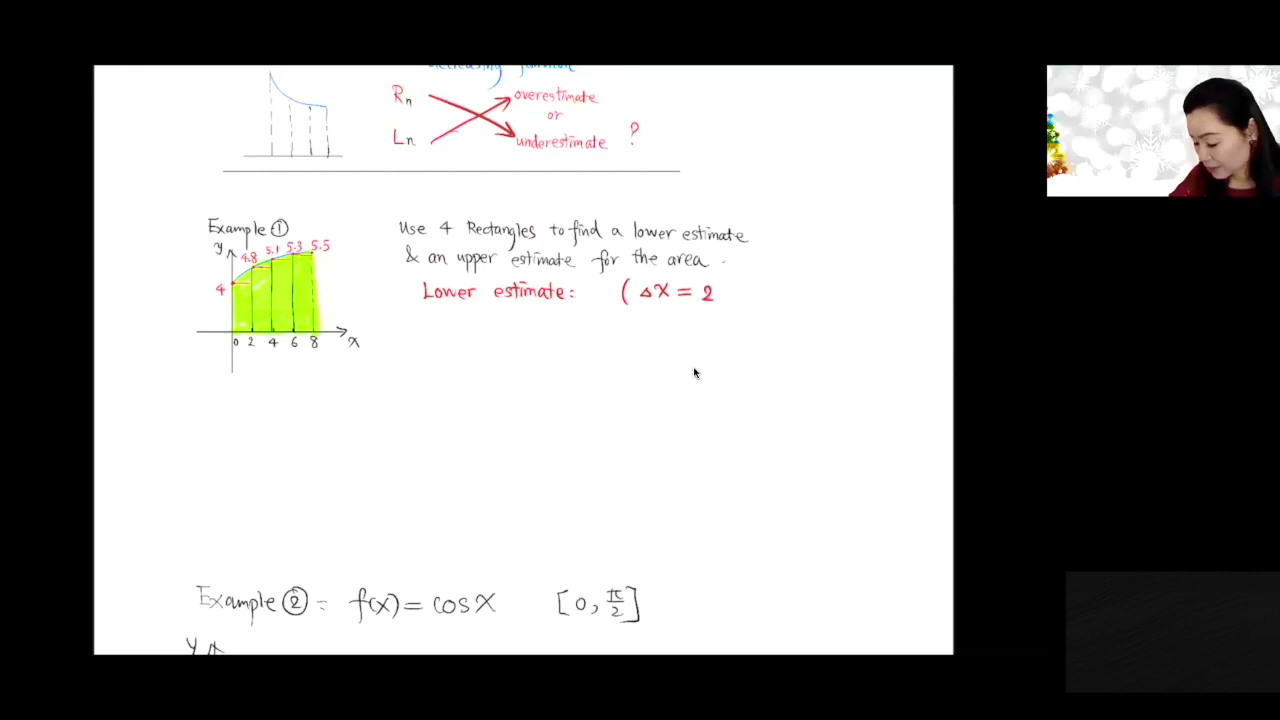 decreasing function
Rn overestimate
or
Ln underestimate ?
Example ① Use 4 Rectangles to find a lower estimate
& an upper estimate for the area.
Lower estimate: ( Δx = 2
y 4.8 5.1 5.3 5.5
4
0 2 4 6 8 x
Example ② = f(x) = cos x [0, π/2]
y